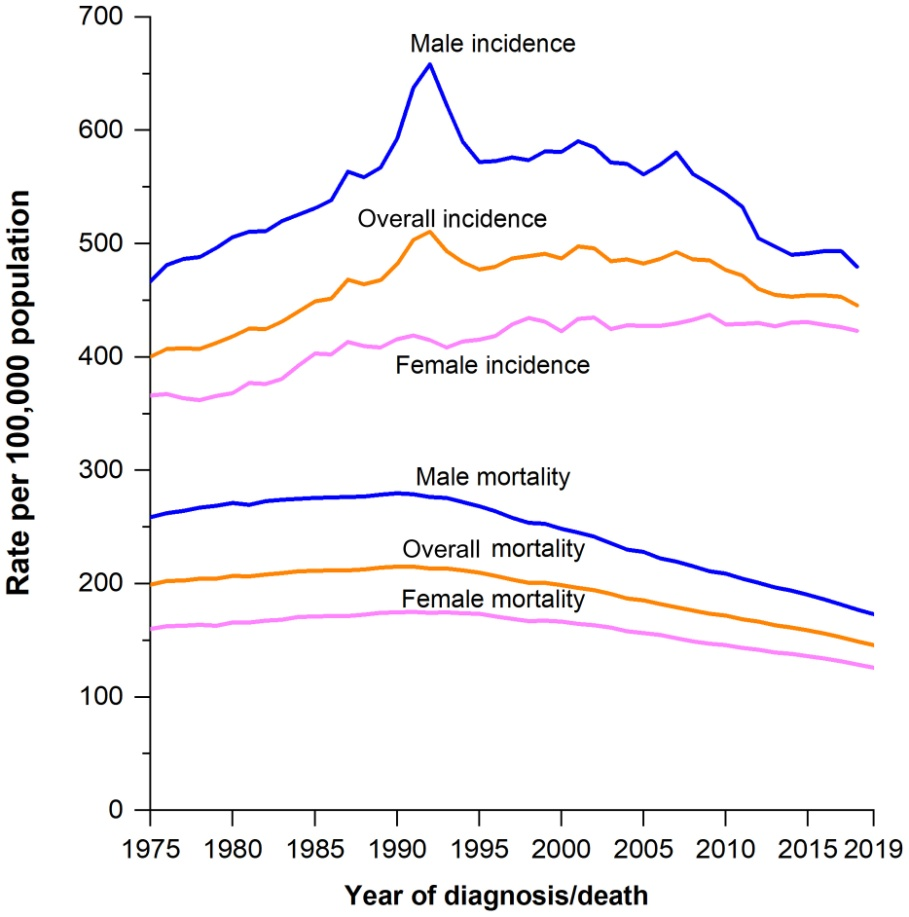 Rate per 100,000 population
700
600
500
400
300
200
100
0
Male incidence
Overall incidence
Female incidence
Male mortality
Overall mortality
Female mortality
1975 1980 1985 1990 1995 2000 2005 2010 2015 2019
Year of diagnosis/death